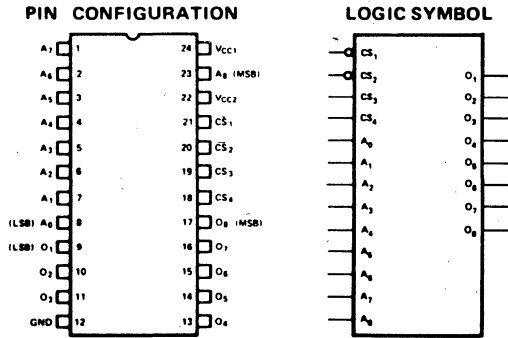 PIN CONFIGURATION
A7 1 24 VCC1
A6 2 23 A8 (MSB)
A5 3 22 VCC2
A4 4 21 C̅S̅1
A3 5 20 C̅S̅2
A2 6 19 CS3
A1 7 18 CS4
(LSB) A0 8 17 O8 (MSB)
(LSB) O1 9 16 O7
O2 10 15 O6
O3 11 14 O5
GND 12 13 O4
LOGIC SYMBOL
CS1
CS2
CS3
CS4
A0
A1
A2
A3
A4
A5
A6
A7
A8
O1
O2
O3
O4
O5
O6
O7
O8